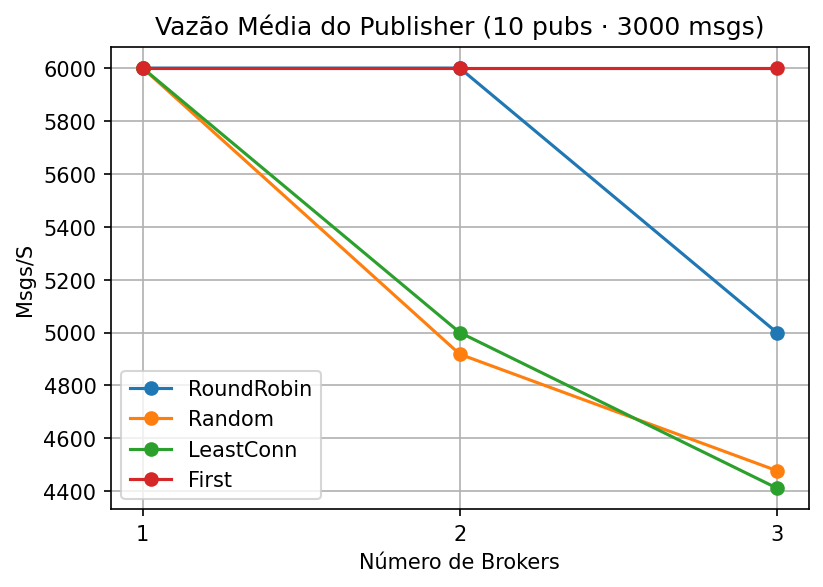 Vazão Média do Publisher (10 pubs · 3000 msgs)
Msgs/S
6000
5800
5600
5400
5200
5000
4800
4600
4400
RoundRobin
Random
LeastConn
First
1
2
3
Número de Brokers